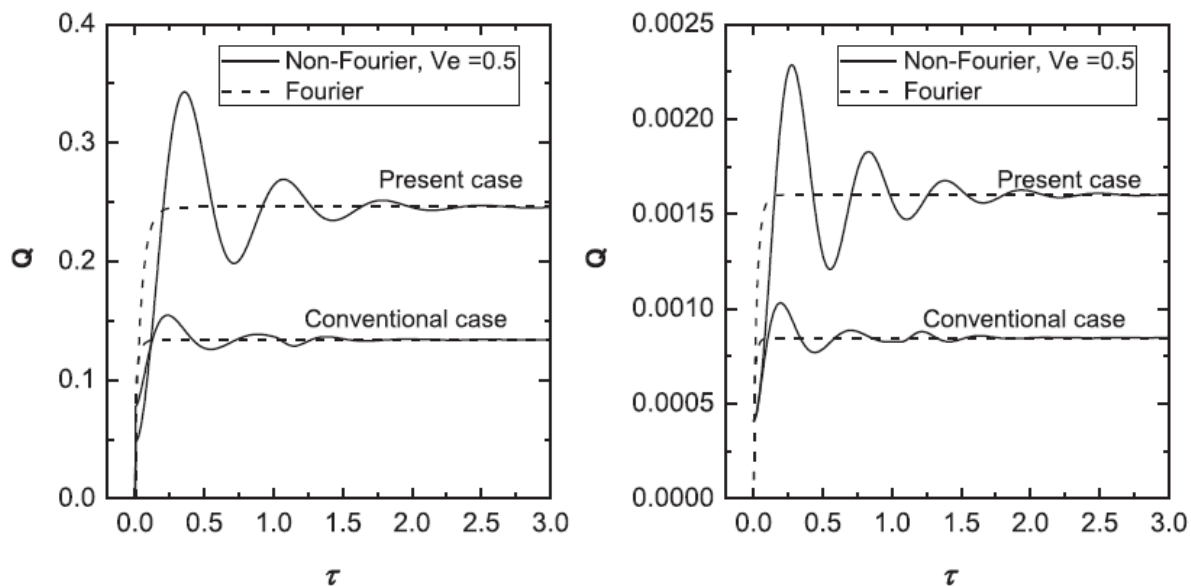 0.4
0.3
0.2
0.1
0.0
Q
Non-Fourier, Ve =0.5
Fourier
Present case
Conventional case
0.0 0.5 1.0 1.5 2.0 2.5 3.0
τ
0.0025
0.0020
0.0015
0.0010
0.0005
0.0000
Q
Non-Fourier, Ve =0.5
Fourier
Present case
Conventional case
0.0 0.5 1.0 1.5 2.0 2.5 3.0
τ